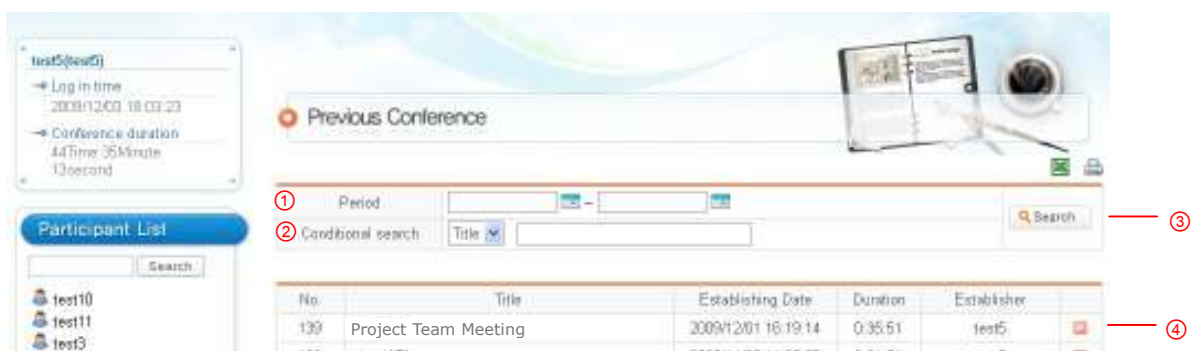 test5(test5)
Log in time
2009/12/03 18:03:23
Conference duration
44Time 35Minute
13second
Participant List
Search
test10
test11
test3
Previous Conference
① Period –
② Conditional search Title
Search ③
No. Title Establishing Date Duration Establisher
139 Project Team Meeting 2009/12/01 16:19:14 0:35:51 test5 ④